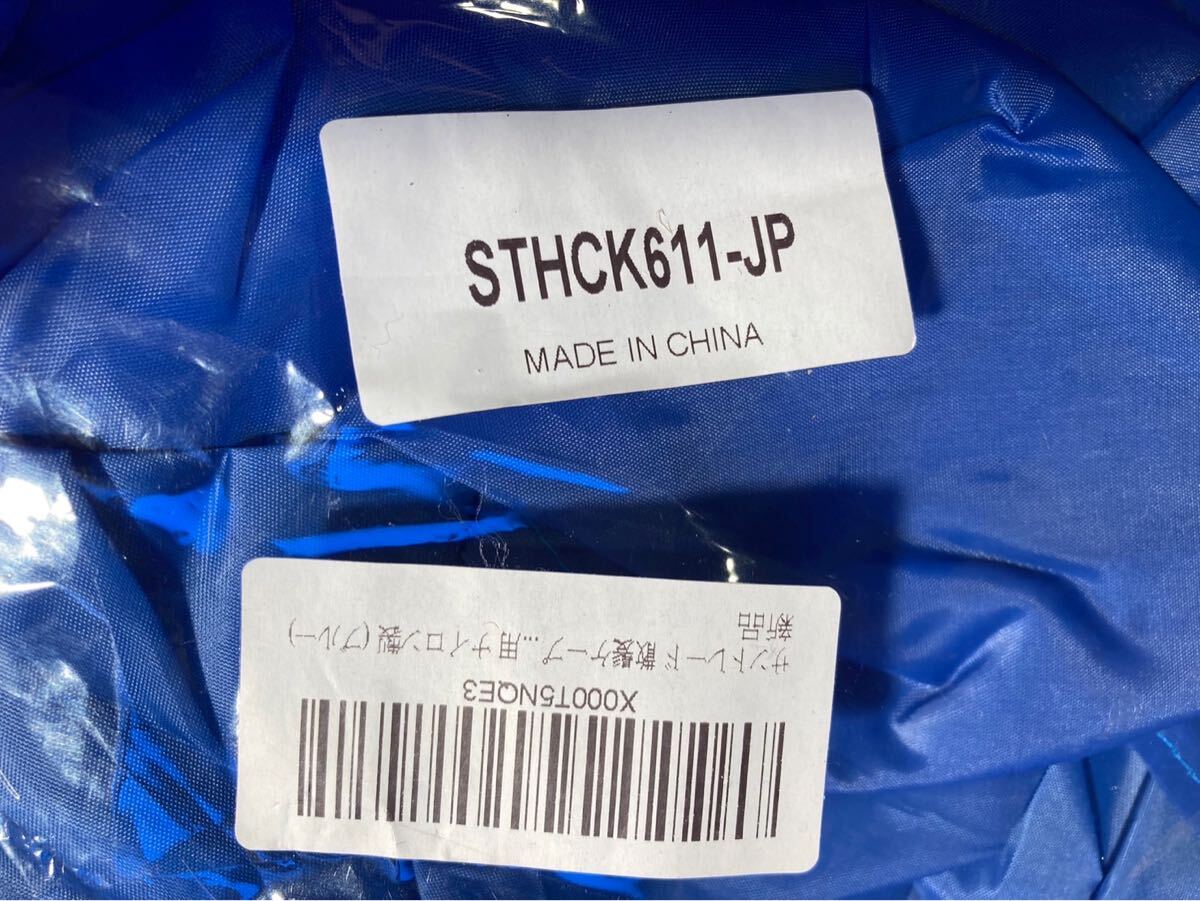 STHCK611-JP
MADE IN CHINA
X000T5NQE3
サントレード 散髪ケープ...用ナイロン製 (ブルー)
新品